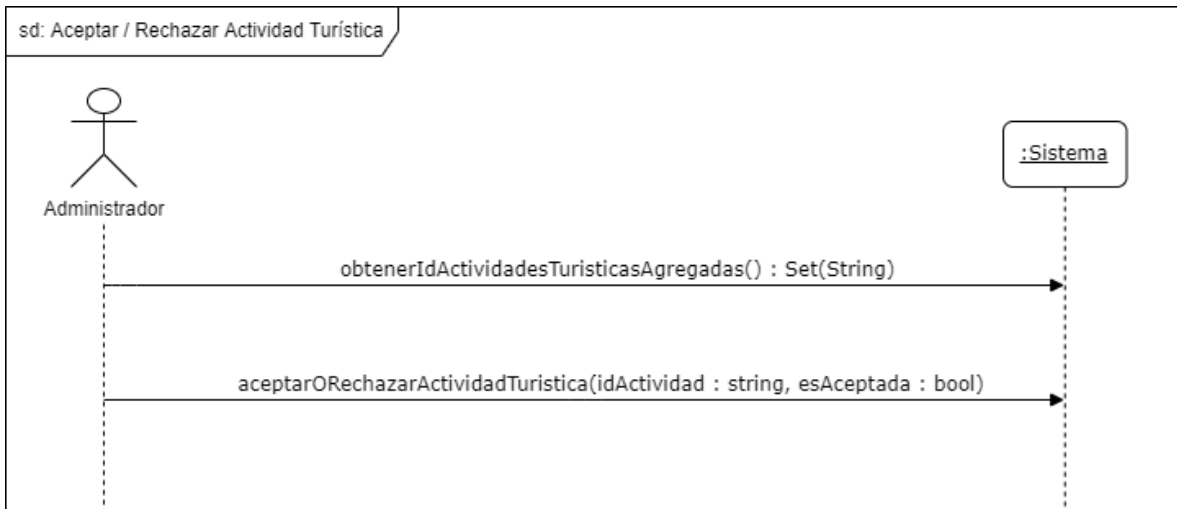 sd: Aceptar / Rechazar Actividad Turística
:Sistema
Administrador
obtenerIdActividadesTuristicasAgregadas() : Set(String)
aceptarORechazarActividadTuristica(idActividad : string, esAceptada : bool)